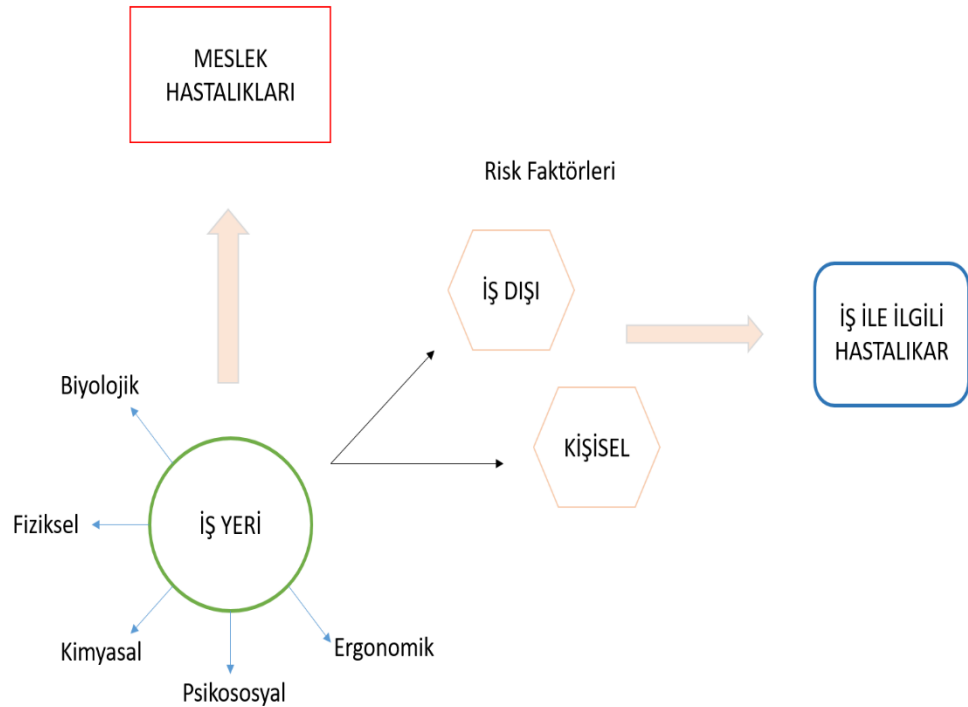 MESLEK
HASTALIKLARI
Risk Faktörleri
İŞ DIŞI
İŞ İLE İLGİLİ
HASTALIKAR
Biyolojik
KİŞİSEL
Fiziksel
İŞ YERİ
Kimyasal
Ergonomik
Psikososyal